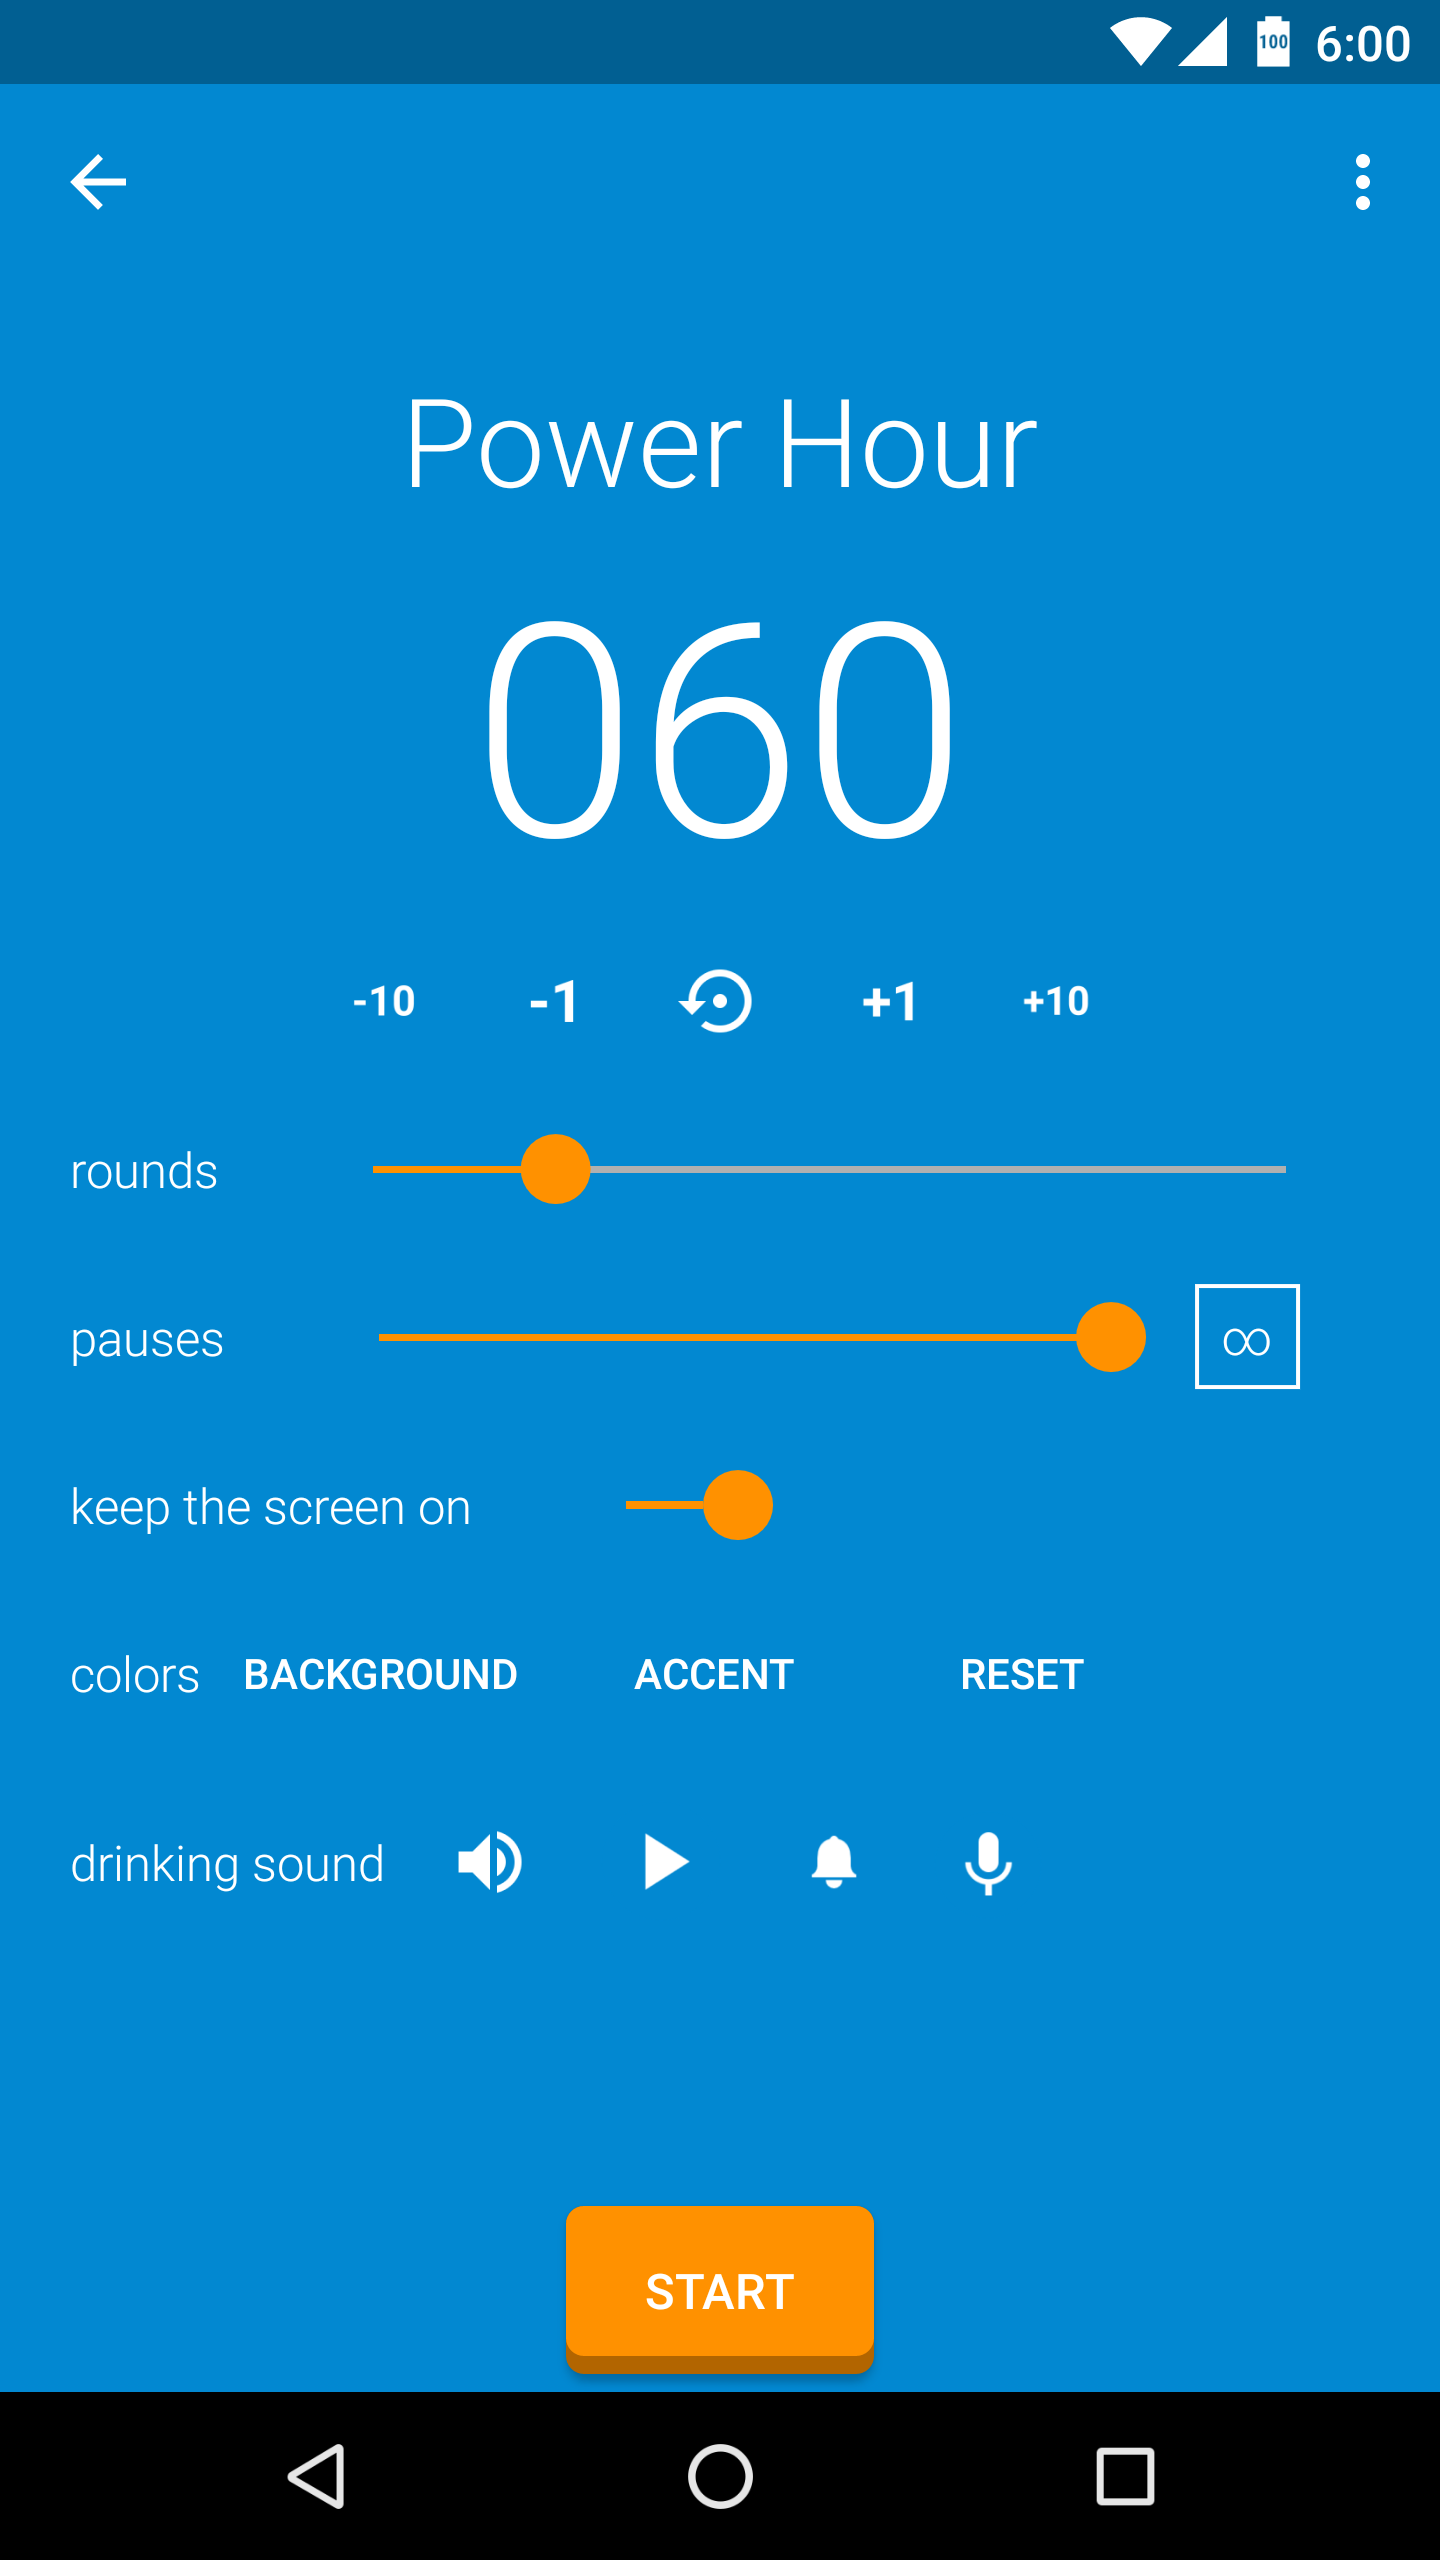 100 6:00
Power Hour
060
-10 -1 +1 +10
rounds
pauses ∞
keep the screen on
colors BACKGROUND ACCENT RESET
drinking sound
START